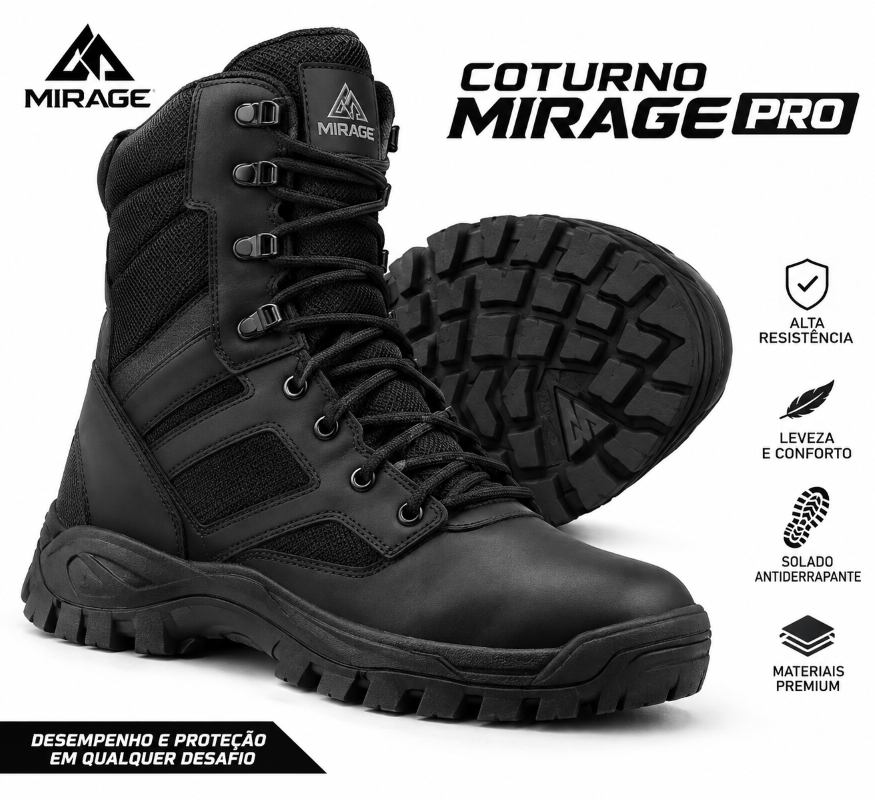 MIRAGE
COTURNO
MIRAGE PRO
MIRAGE
ALTA
RESISTÊNCIA
LEVEZA
E CONFORTO
SOLADO
ANTIDERRAPANTE
MATERIAIS
PREMIUM
DESEMPENHO E PROTEÇÃO
EM QUALQUER DESAFIO